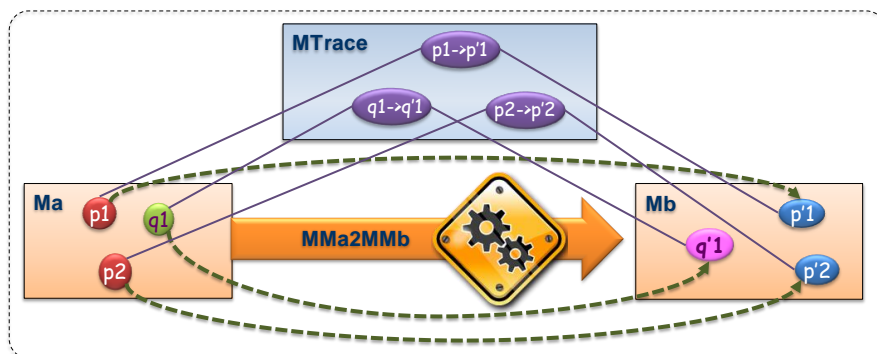 MTrace
p1->p'1
q1->q'1
p2->p'2
Ma
p1
q1
p2
MMa2MMb
Mb
p'1
q'1
p'2